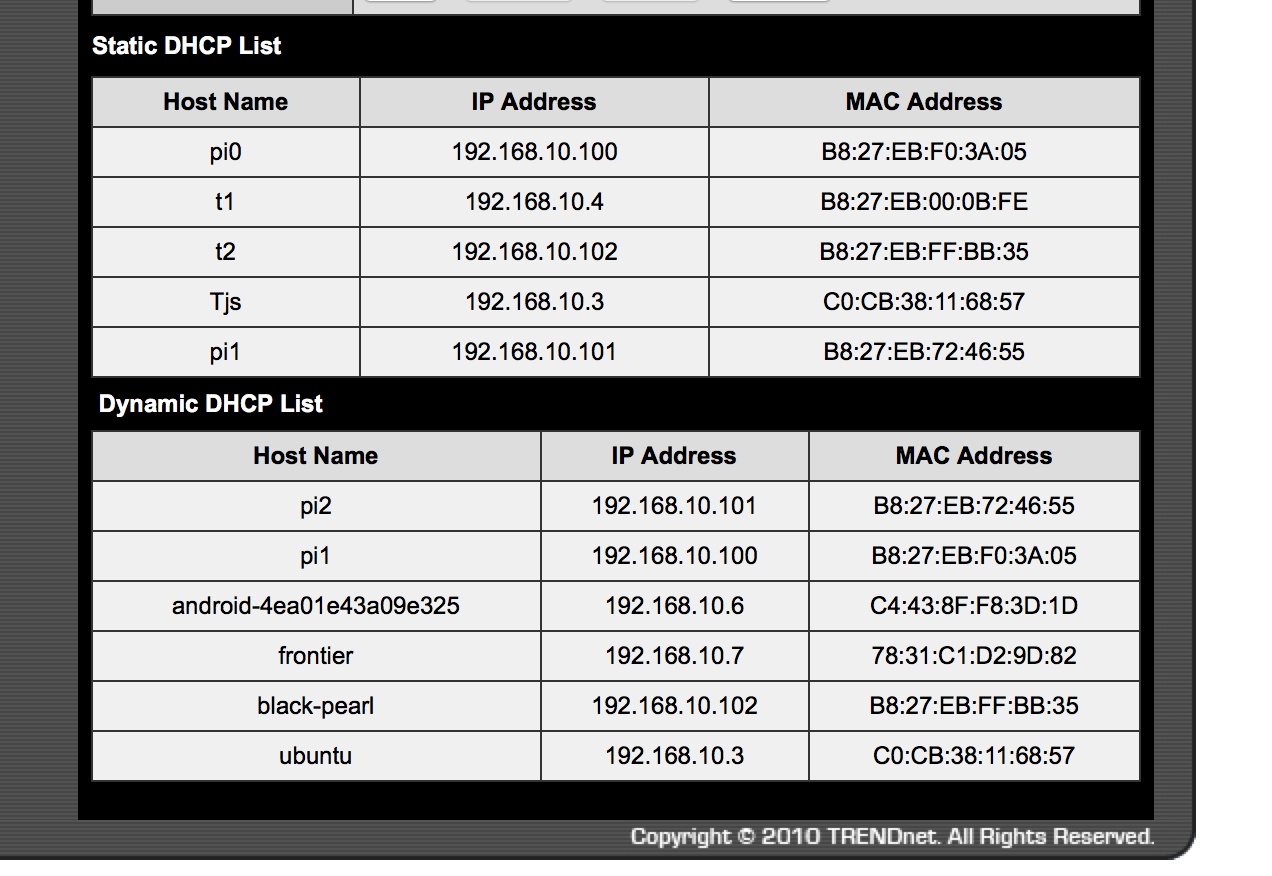 Static DHCP List
Host Name IP Address MAC Address
pi0 192.168.10.100 B8:27:EB:F0:3A:05
t1 192.168.10.4 B8:27:EB:00:0B:FE
t2 192.168.10.102 B8:27:EB:FF:BB:35
Tjs 192.168.10.3 C0:CB:38:11:68:57
pi1 192.168.10.101 B8:27:EB:72:46:55
Dynamic DHCP List
Host Name IP Address MAC Address
pi2 192.168.10.101 B8:27:EB:72:46:55
pi1 192.168.10.100 B8:27:EB:F0:3A:05
android-4ea01e43a09e325 192.168.10.6 C4:43:8F:F8:3D:1D
frontier 192.168.10.7 78:31:C1:D2:9D:82
black-pearl 192.168.10.102 B8:27:EB:FF:BB:35
ubuntu 192.168.10.3 C0:CB:38:11:68:57
Copyright © 2010 TRENDnet. All Rights Reserved.